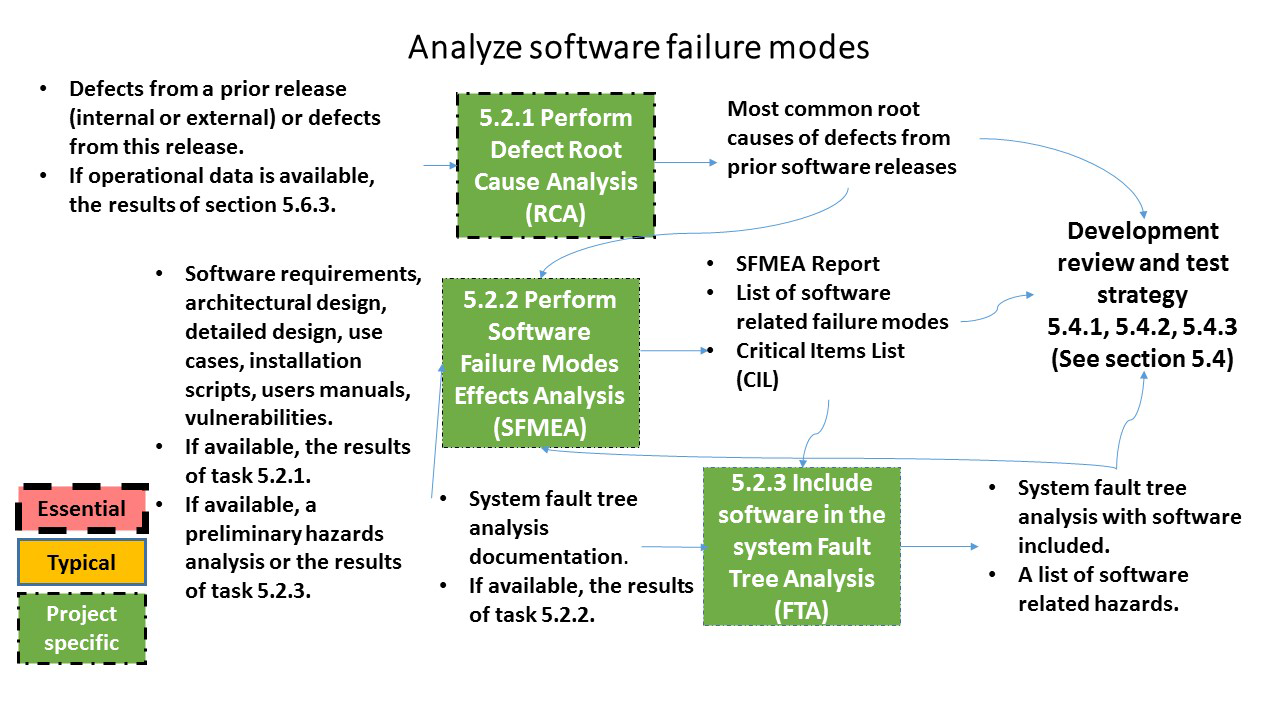 Analyze software failure modes
• Defects from a prior release
(internal or external) or defects
from this release.
• If operational data is available,
the results of section 5.6.3.
5.2.1 Perform
Defect Root
Cause Analysis
(RCA)
Most common root
causes of defects from
prior software releases
• Software requirements,
architectural design,
detailed design, use
cases, installation
scripts, users manuals,
vulnerabilities.
• If available, the results
of task 5.2.1.
• If available, a
preliminary hazards
analysis or the results
of task 5.2.3.
5.2.2 Perform
Software
Failure Modes
Effects Analysis
(SFMEA)
• SFMEA Report
• List of software
related failure modes
• Critical Items List
(CIL)
Development
review and test
strategy
5.4.1, 5.4.2, 5.4.3
(See section 5.4)
• System fault tree
analysis
documentation.
• If available, the results
of task 5.2.2.
5.2.3 Include
software in the
system Fault
Tree Analysis
(FTA)
• System fault tree
analysis with software
included.
• A list of software
related hazards.
Essential
Typical
Project
specific